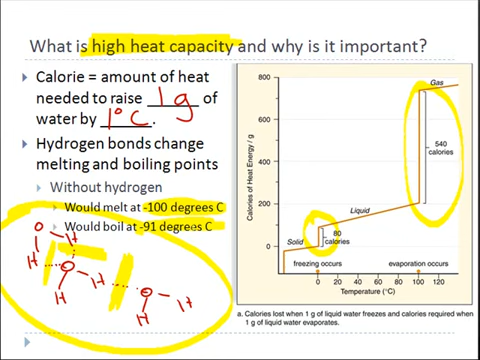 What is high heat capacity and why is it important?
Calorie = amount of heat
needed to raise 1 g of
water by 1° C.
Hydrogen bonds change
melting and boiling points
Without hydrogen
Would melt at -100 degrees C
Would boil at -91 degrees C
O
H
H
O
H
H
O
H
H
Calories of Heat Energy / g
800
600
400
200
0
Gas
540
calories
Liquid
Solid
80
calories
freezing occurs
evaporation occurs
0 20 40 60 80 100 120
Temperature (°C)
a. Calories lost when 1 g of liquid water freezes and calories required when
1 g of liquid water evaporates.